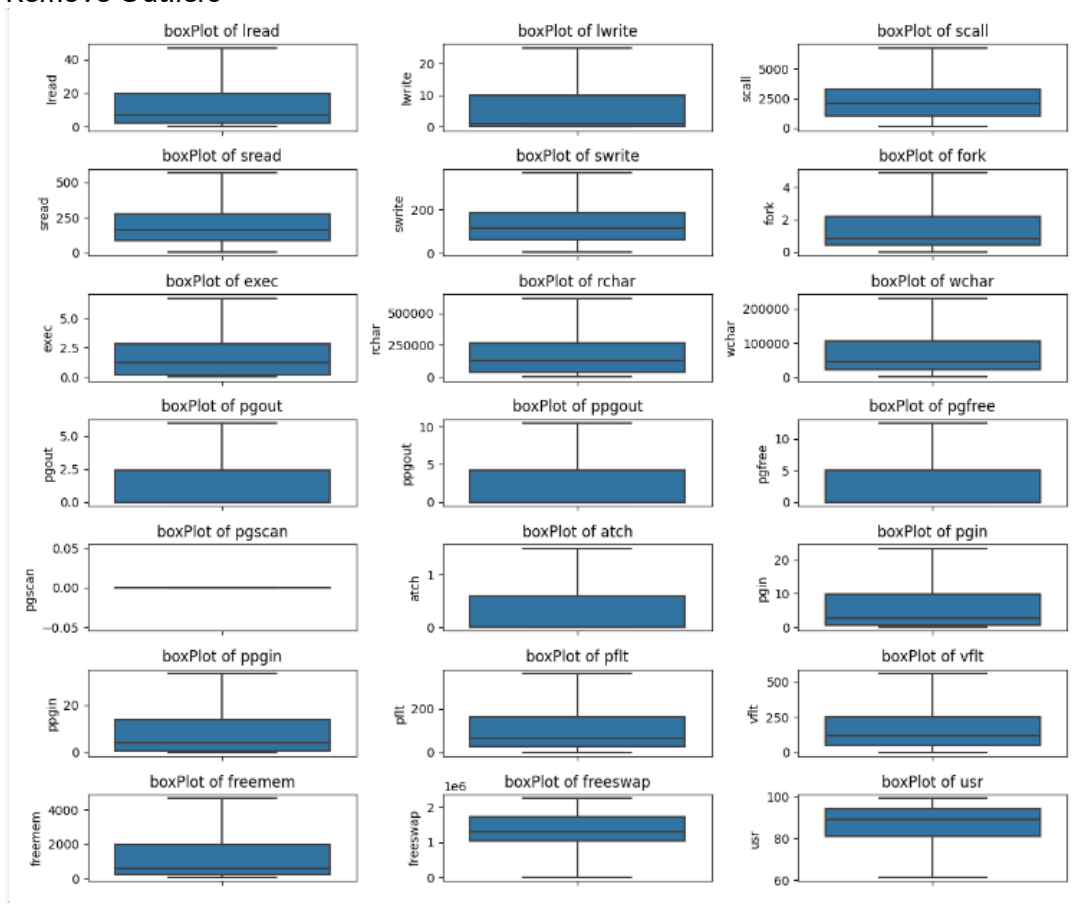 Remove Outliers
boxPlot of lread
boxPlot of lwrite
boxPlot of scall
lread
40
20
0
lwrite
20
10
0
scall
5000
2500
0
boxPlot of sread
boxPlot of swrite
boxPlot of fork
sread
500
250
0
swrite
200
0
fork
4
2
0
boxPlot of exec
boxPlot of rchar
boxPlot of wchar
exec
5.0
2.5
0.0
rchar
500000
250000
0
wchar
200000
100000
0
boxPlot of pgout
boxPlot of ppgout
boxPlot of pgfree
pgout
5.0
2.5
0.0
ppgout
10
5
0
pgfree
10
5
0
boxPlot of pgscan
boxPlot of atch
boxPlot of pgin
pgscan
0.05
0.00
−0.05
atch
1
0
pgin
20
10
0
boxPlot of ppgin
boxPlot of pflt
boxPlot of vflt
ppgin
20
0
pflt
200
0
vflt
500
250
0
boxPlot of freemem
boxPlot of freeswap
boxPlot of usr
freemem
4000
2000
0
1e6
freeswap
2
1
0
usr
100
80
60